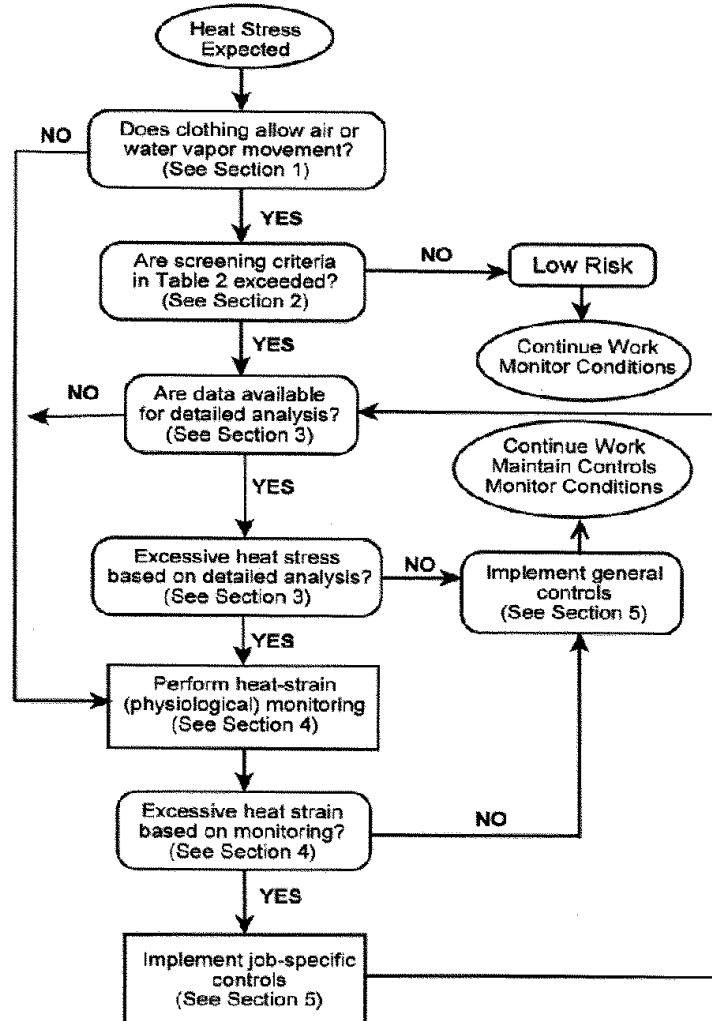 Heat Stress
Expected
NO
Does clothing allow air or
water vapor movement?
(See Section 1)
YES
Are screening criteria
in Table 2 exceeded?
(See Section 2)
NO
Low Risk
YES
Continue Work
Monitor Conditions
NO
Are data available
for detailed analysis?
(See Section 3)
Continue Work
Maintain Controls
Monitor Conditions
YES
Excessive heat stress
based on detailed analysis?
(See Section 3)
NO
Implement general
controls
(See Section 5)
YES
Perform heat-strain
(physiological) monitoring
(See Section 4)
Excessive heat strain
based on monitoring?
(See Section 4)
NO
YES
Implement job-specific
controls
(See Section 5)